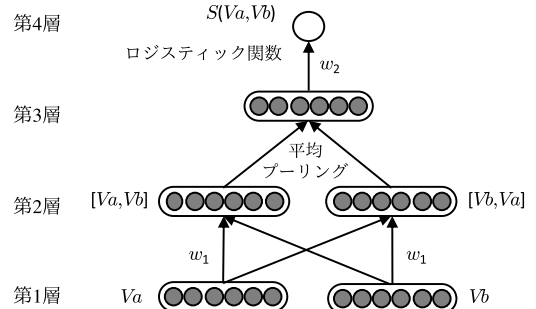 第4層
S(Va,Vb)
ロジスティック関数
w2
第3層
平均
プーリング
第2層
[Va,Vb]
[Vb,Va]
w1
w1
第1層
Va
Vb